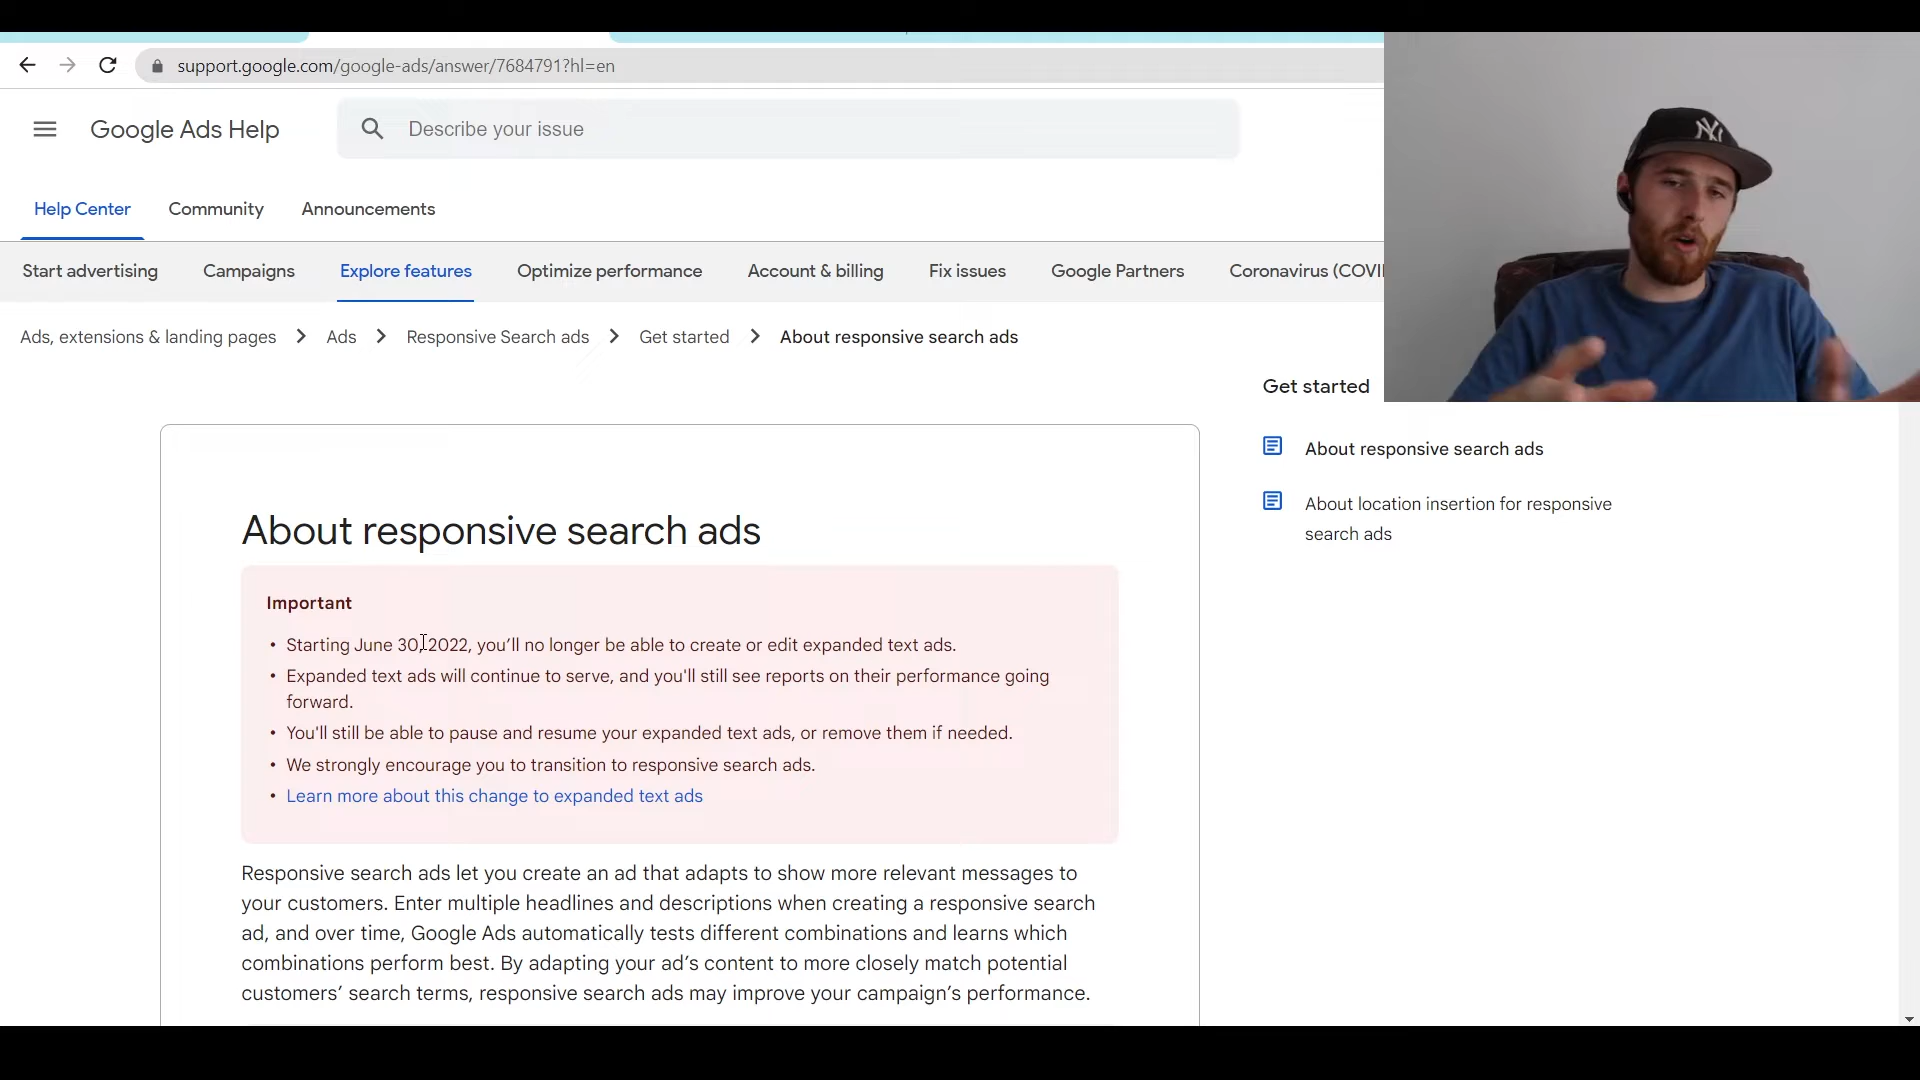 support.google.com/google-ads/answer/7684791?hl=en
Google Ads Help
Describe your issue
Help Center
Community
Announcements
Start advertising
Campaigns
Explore features
Optimize performance
Account & billing
Fix issues
Google Partners
Coronavirus (COVI
Ads, extensions & landing pages
Ads
Responsive Search ads
Get started
About responsive search ads
NY
Get started
About responsive search ads
About location insertion for responsive
search ads
About responsive search ads
Important
• Starting June 30, 2022, you’ll no longer be able to create or edit expanded text ads.
• Expanded text ads will continue to serve, and you'll still see reports on their performance going
forward.
• You'll still be able to pause and resume your expanded text ads, or remove them if needed.
• We strongly encourage you to transition to responsive search ads.
• Learn more about this change to expanded text ads
Responsive search ads let you create an ad that adapts to show more relevant messages to
your customers. Enter multiple headlines and descriptions when creating a responsive search
ad, and over time, Google Ads automatically tests different combinations and learns which
combinations perform best. By adapting your ad’s content to more closely match potential
customers’ search terms, responsive search ads may improve your campaign’s performance.